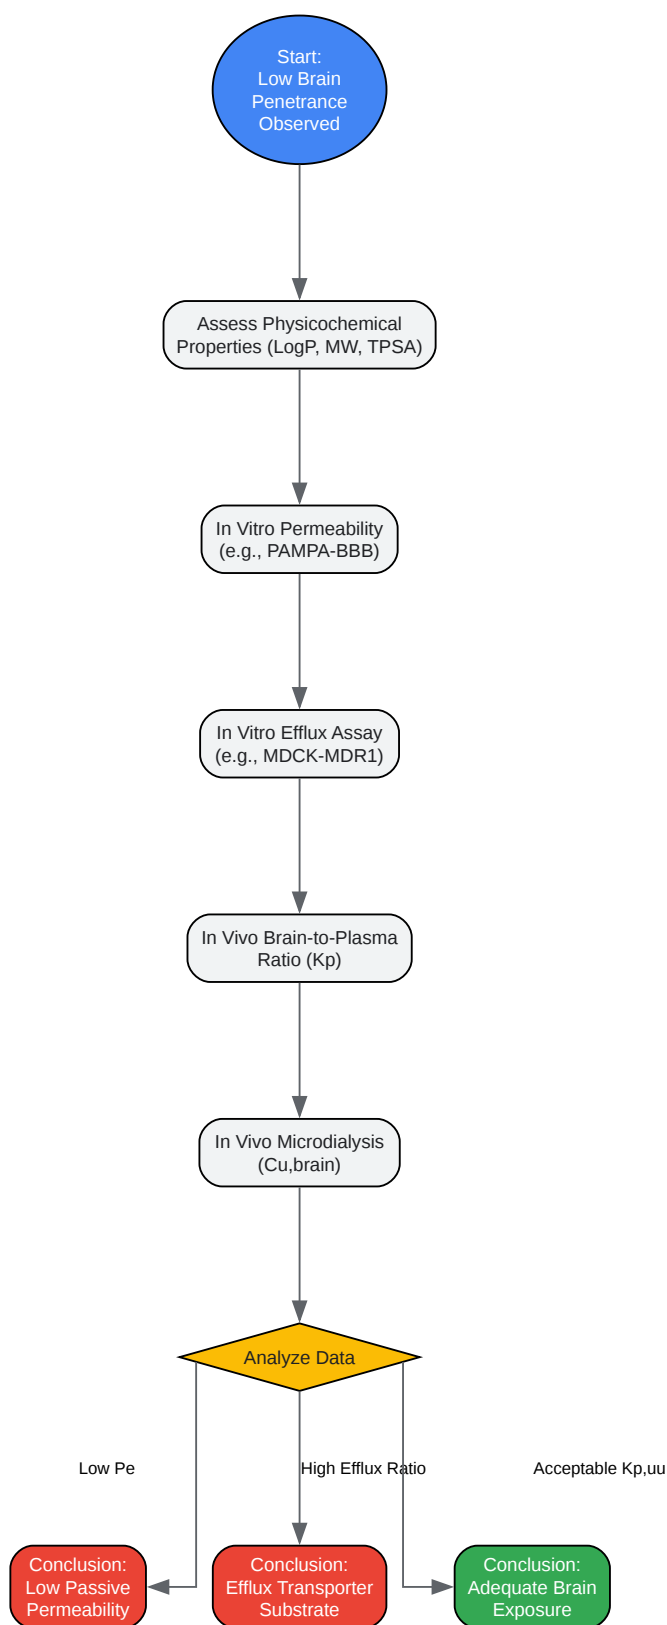 Start:
Low Brain
Penetrance
Observed
Assess Physicochemical
Properties (LogP, MW, TPSA)
In Vitro Permeability
(e.g., PAMPA-BBB)
In Vitro Efflux Assay
(e.g., MDCK-MDR1)
In Vivo Brain-to-Plasma
Ratio (Kp)
In Vivo Microdialysis
(Cu,brain)
Analyze Data
Low Pe
High Efflux Ratio
Acceptable Kp,uu
Conclusion:
Low Passive
Permeability
Conclusion:
Efflux Transporter
Substrate
Conclusion:
Adequate Brain
Exposure